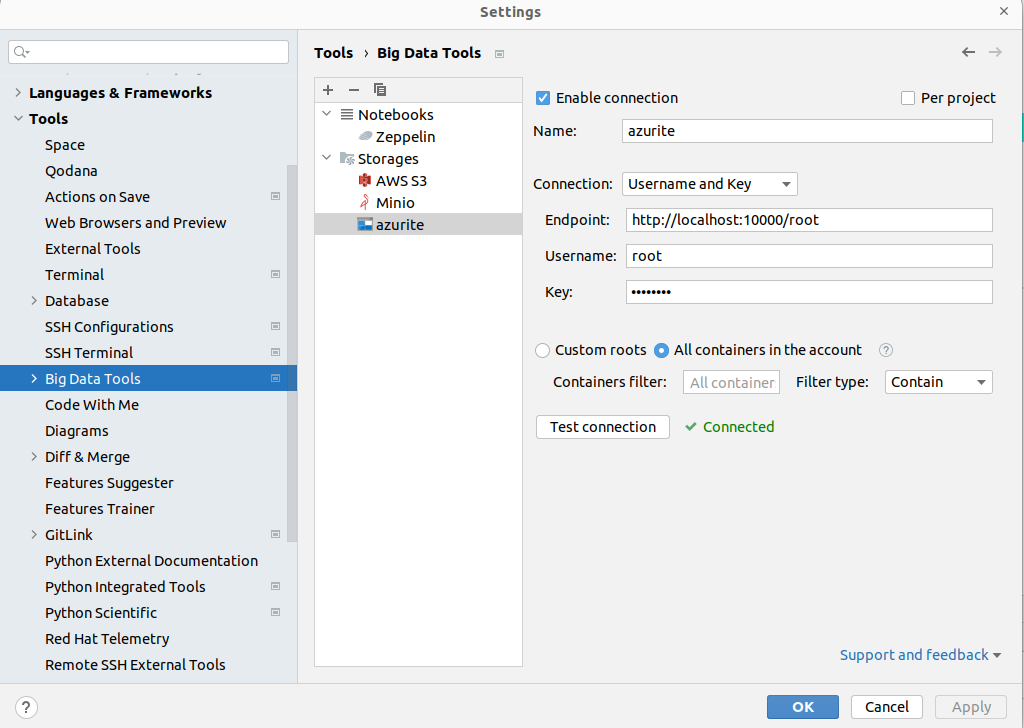 Settings
Tools › Big Data Tools
Languages & Frameworks
Tools
Space
Qodana
Actions on Save
Web Browsers and Preview
External Tools
Terminal
Database
SSH Configurations
SSH Terminal
Big Data Tools
Code With Me
Diagrams
Diff & Merge
Features Suggester
Features Trainer
GitLink
Python External Documentation
Python Integrated Tools
Python Scientific
Red Hat Telemetry
Remote SSH External Tools
Notebooks
Zeppelin
Storages
AWS S3
Minio
azurite
Enable connection
Per project
Name: azurite
Connection: Username and Key
Endpoint: http://localhost:10000/root
Username: root
Key: ••••••••
Custom roots All containers in the account ?
Containers filter: All container Filter type: Contain
Test connection Connected
Support and feedback
? OK Cancel Apply